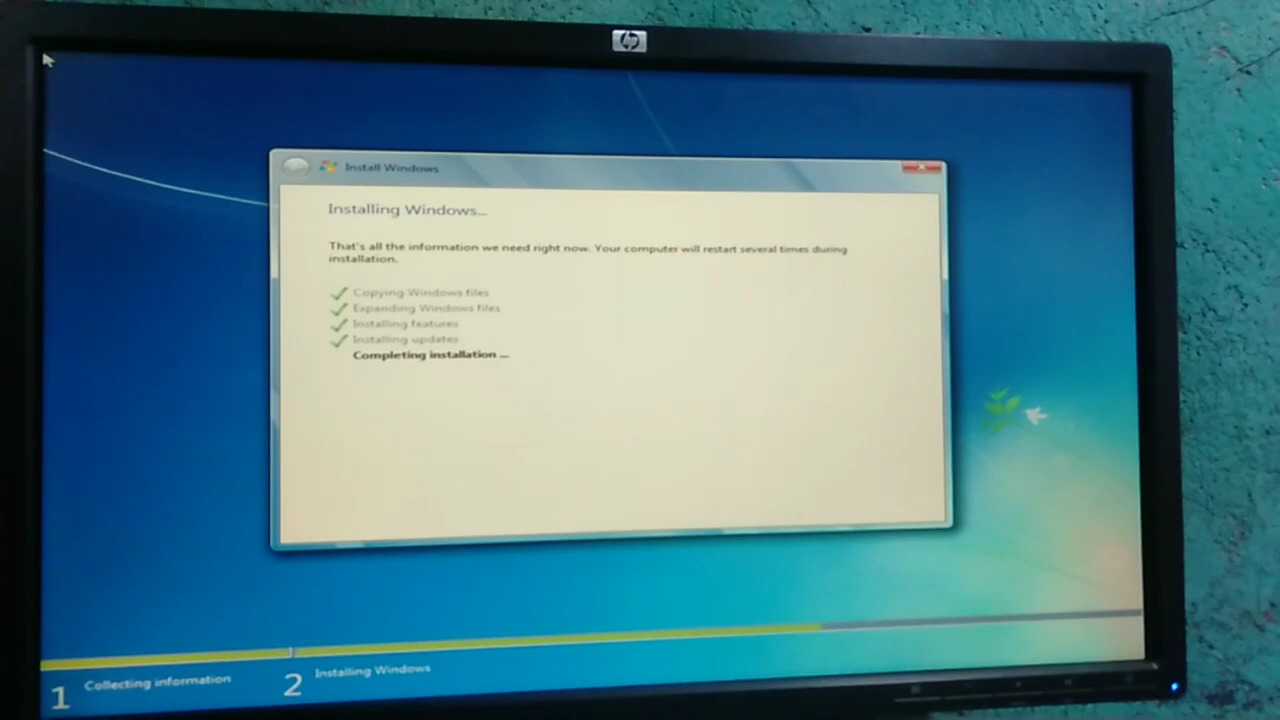 hp
Install Windows
Installing Windows...
That's all the information we need right now. Your computer will restart several times during
installation.
Copying Windows files
Expanding Windows files
Installing features
Installing updates
Completing installation ...
1 Collecting information
2 Installing Windows